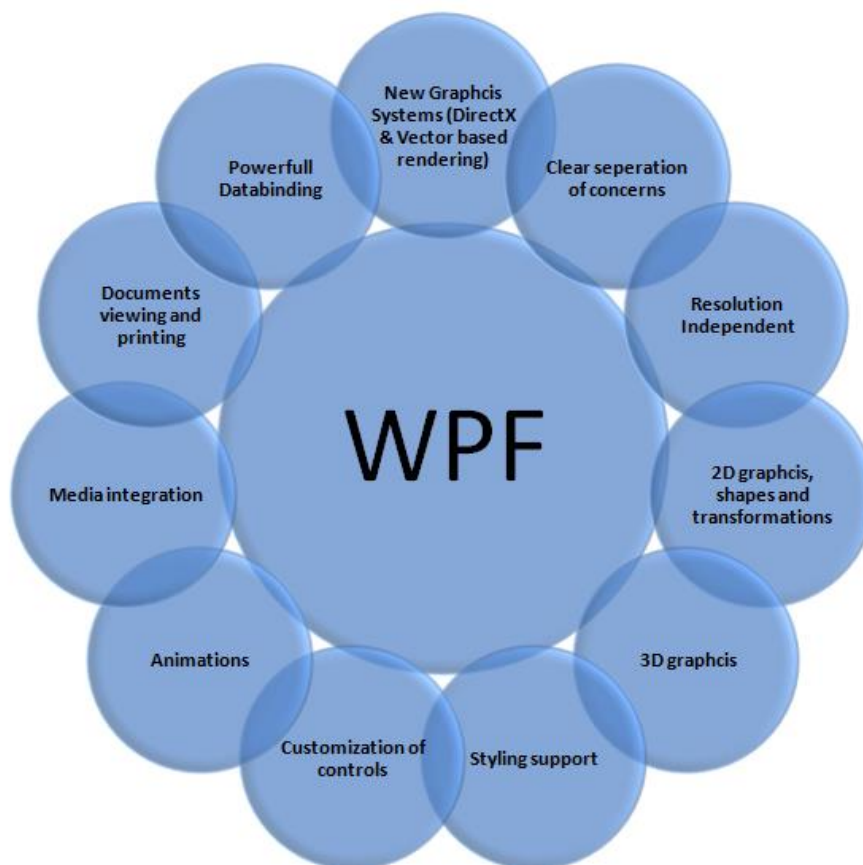 New Graphcis
Systems (DirectX
& Vector based
rendering)
Clear seperation
of concerns
Resolution
Independent
2D graphcis,
shapes and
transformations
3D graphcis
Styling support
Customization of
controls
Animations
Media integration
Documents
viewing and
printing
Powerfull
Databinding
WPF